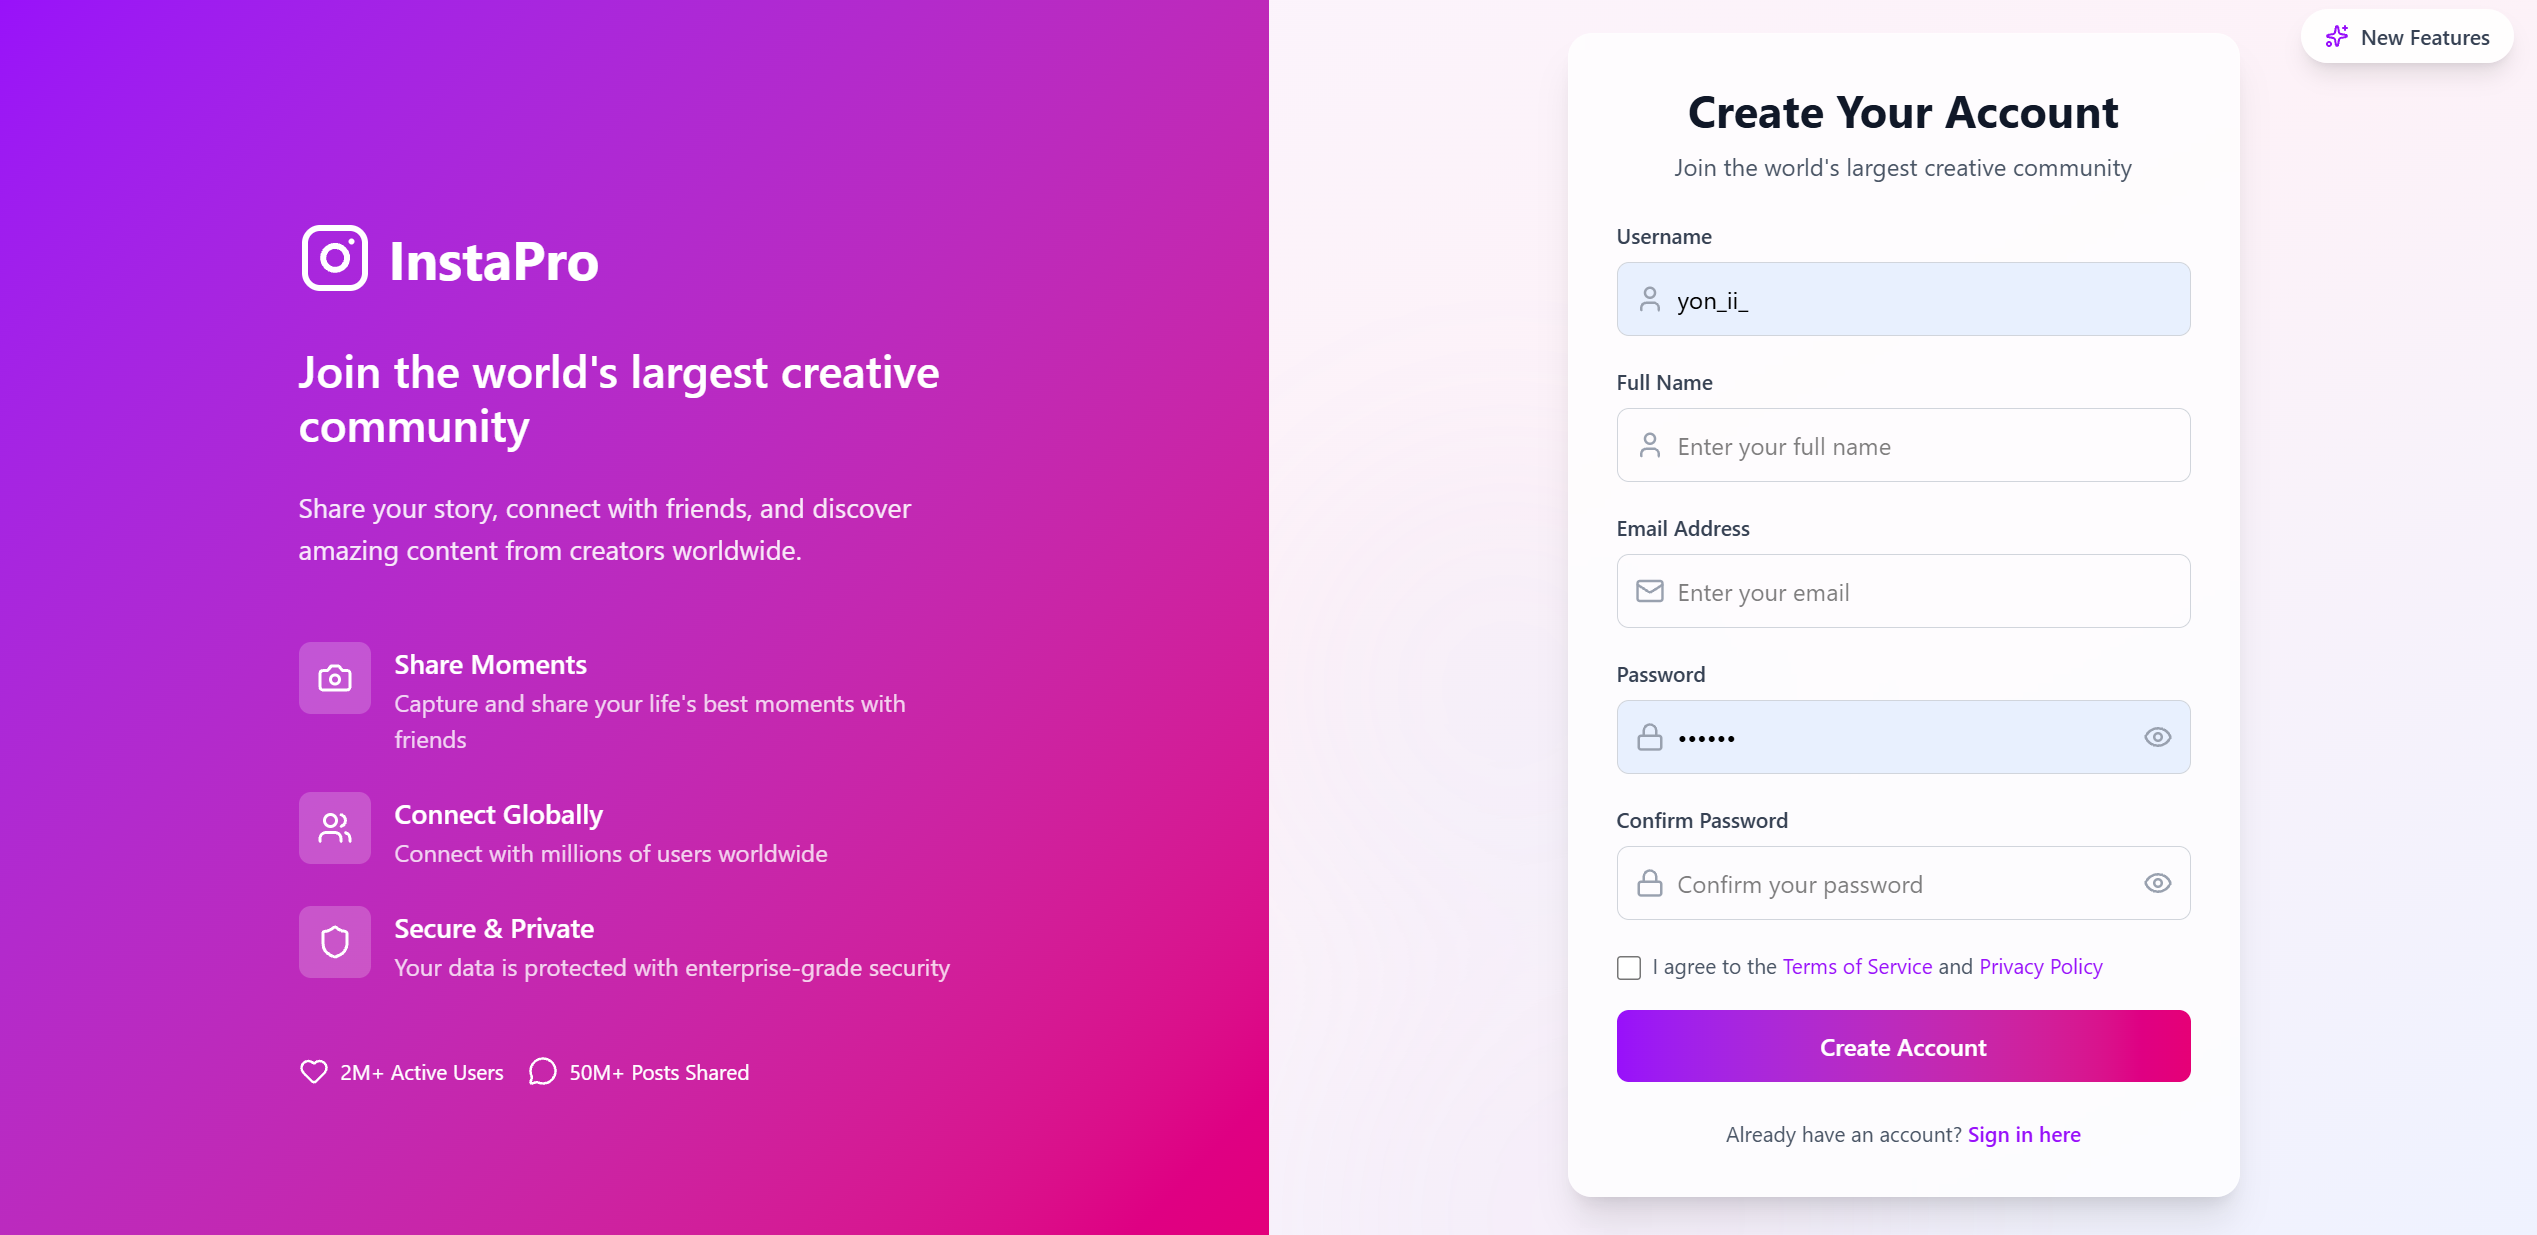 New Features
InstaPro
Join the world's largest creative
community
Share your story, connect with friends, and discover
amazing content from creators worldwide.
Share Moments
Capture and share your life's best moments with
friends
Connect Globally
Connect with millions of users worldwide
Secure & Private
Your data is protected with enterprise-grade security
2M+ Active Users 50M+ Posts Shared
Create Your Account
Join the world's largest creative community
Username
yon_ii_
Full Name
Enter your full name
Email Address
Enter your email
Password
••••••
Confirm Password
Confirm your password
I agree to the Terms of Service and Privacy Policy
Create Account
Already have an account? Sign in here